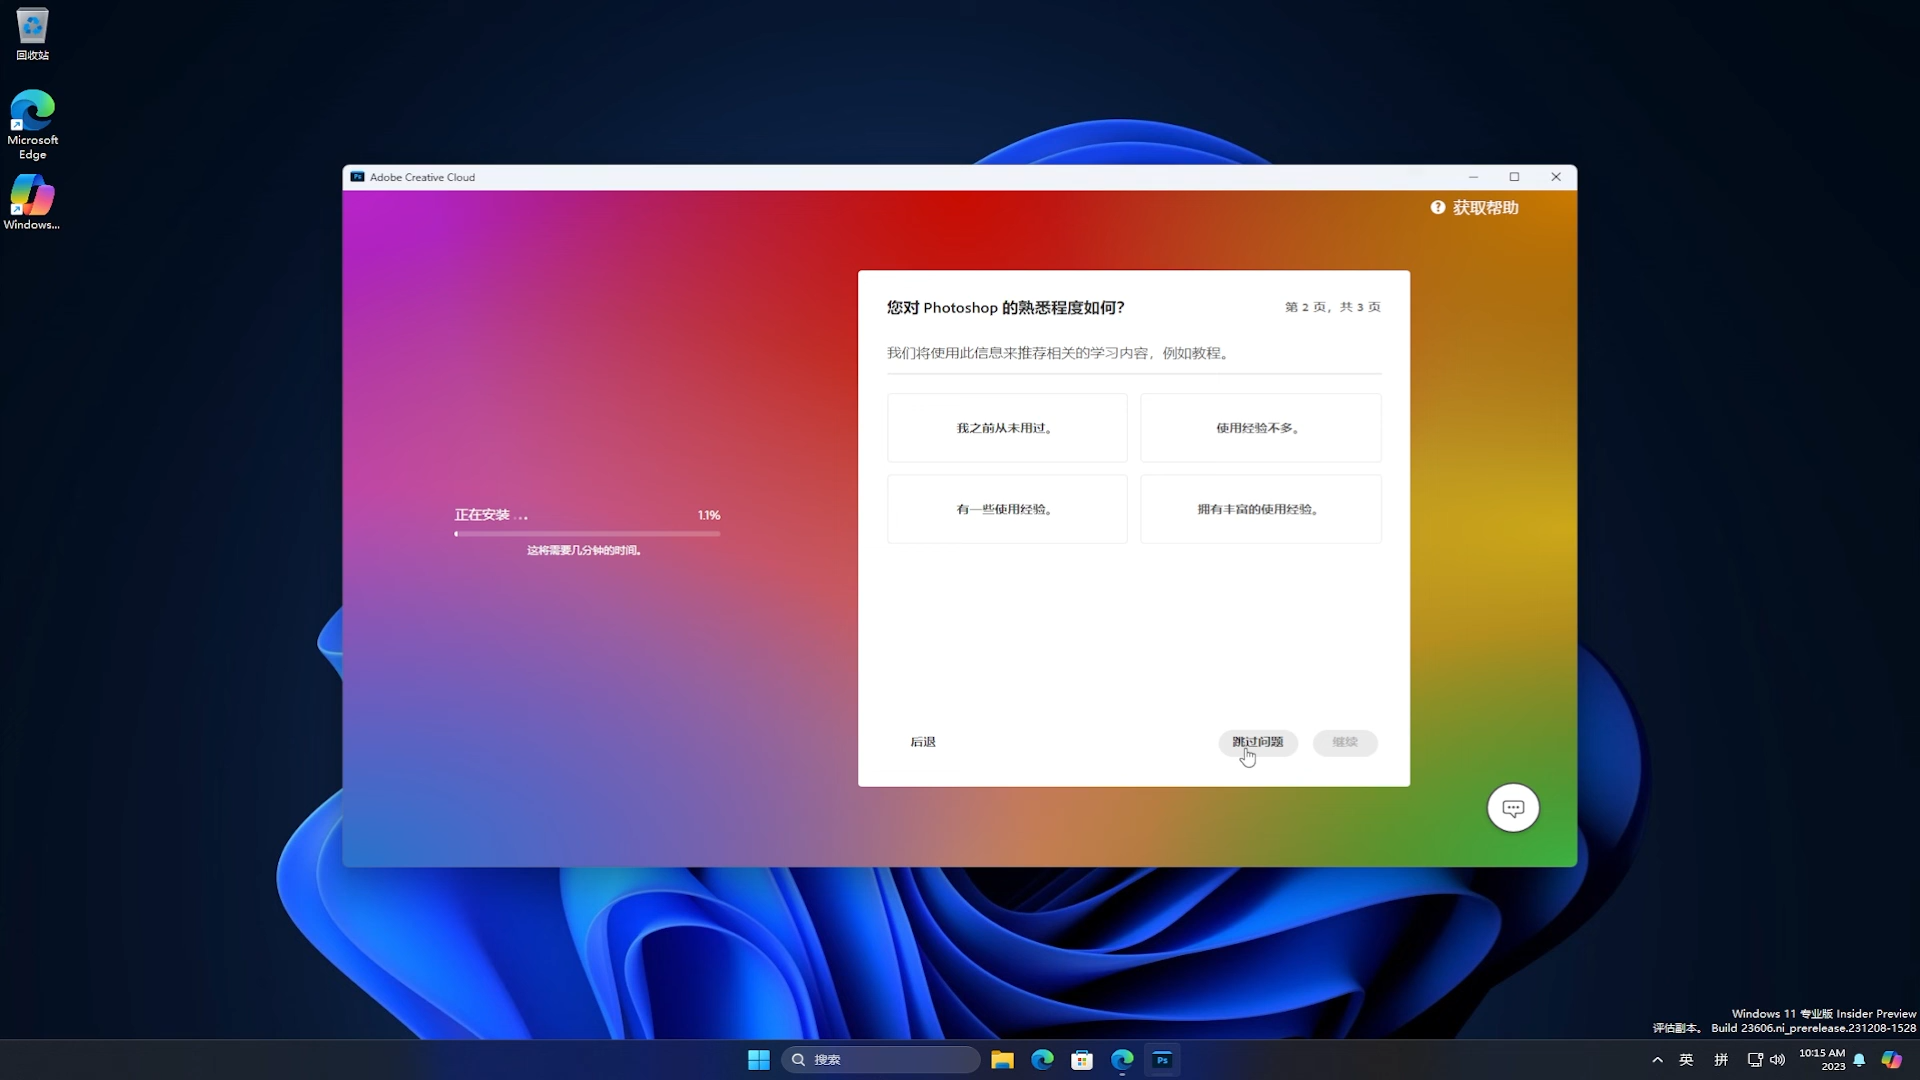 回收站
Microsoft
Edge
Windows...
Ps Adobe Creative Cloud
? 获取帮助
您对 Photoshop 的熟悉程度如何?
第 2 页，共 3 页
我们将使用此信息来推荐相关的学习内容，例如教程。
我之前从未用过。
使用经验不多。
有一些使用经验。
拥有丰富的使用经验。
正在安装 ...
1.1%
这将需要几分钟的时间。
后退
跳过问题
继续
Windows 11 专业版 Insider Preview
评估副本。 Build 23606.ni_prerelease.231208-1528
搜索
Ps
英
拼
10:15 AM
2023